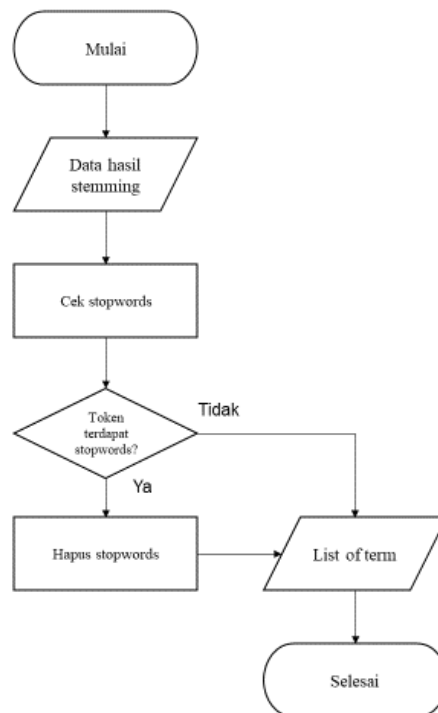 Mulai
Data hasil
stemming
Cek stopwords
Token
terdapat
stopwords?
Tidak
Ya
Hapus stopwords
List of term
Selesai